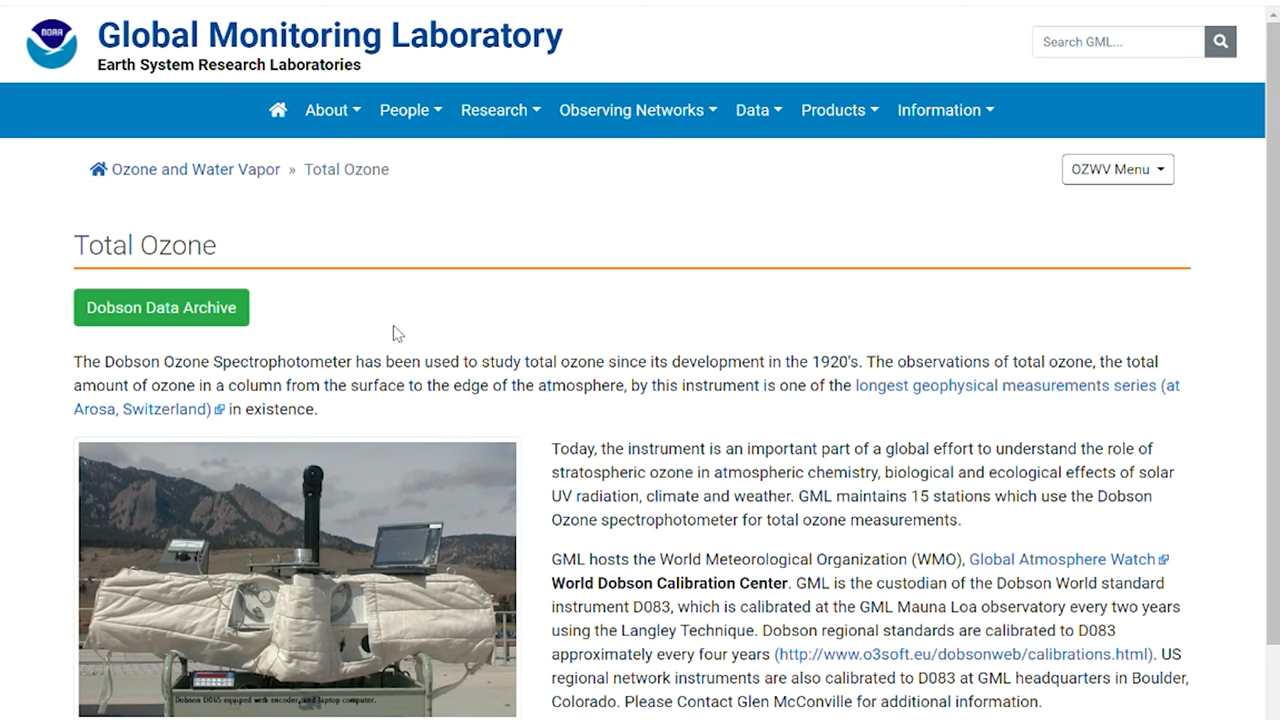 NOAA
Global Monitoring Laboratory
Earth System Research Laboratories
Search GML...
About People Research Observing Networks Data Products Information
Ozone and Water Vapor » Total Ozone
OZWV Menu
Total Ozone
Dobson Data Archive
The Dobson Ozone Spectrophotometer has been used to study total ozone since its development in the 1920's. The observations of total ozone, the total
amount of ozone in a column from the surface to the edge of the atmosphere, by this instrument is one of the longest geophysical measurements series (at
Arosa, Switzerland) in existence.
Today, the instrument is an important part of a global effort to understand the role of
stratospheric ozone in atmospheric chemistry, biological and ecological effects of solar
UV radiation, climate and weather. GML maintains 15 stations which use the Dobson
Ozone spectrophotometer for total ozone measurements.
GML hosts the World Meteorological Organization (WMO), Global Atmosphere Watch
World Dobson Calibration Center. GML is the custodian of the Dobson World standard
instrument D083, which is calibrated at the GML Mauna Loa observatory every two years
using the Langley Technique. Dobson regional standards are calibrated to D083
approximately every four years (http://www.o3soft.eu/dobsonweb/calibrations.html). US
regional network instruments are also calibrated to D083 at GML headquarters in Boulder,
Colorado. Please Contact Glen McConville for additional information.
Dobson D065 equipped with encoder, and laptop computer.